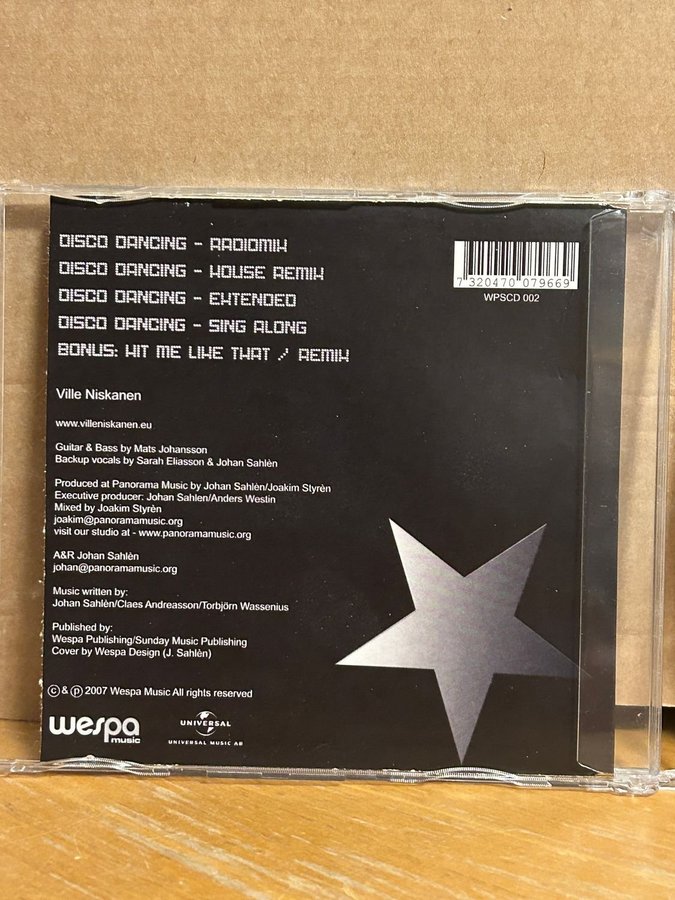 DISCO DANCING - RADIOMIX
DISCO DANCING - HOUSE REMIX
DISCO DANCING - EXTENDED
DISCO DANCING - SING ALONG
BONUS: HIT ME LIKE THAT / REMIX
7 320470 079669
WPSCD 002
Ville Niskanen
www.villeniskanen.eu
Guitar & Bass by Mats Johansson
Backup vocals by Sarah Eliasson & Johan Sahlèn
Produced at Panorama Music by Johan Sahlèn/Joakim Styrèn
Executive producer: Johan Sahlen/Anders Westin
Mixed by Joakim Styrèn
joakim@panoramamusic.org
visit our studio at - www.panoramamusic.org
A&R Johan Sahlèn
johan@panoramamusic.org
Music written by:
Johan Sahlèn/Claes Andreasson/Torbjörn Wassenius
Published by:
Wespa Publishing/Sunday Music Publishing
Cover by Wespa Design (J. Sahlèn)
© & ℗ 2007 Wespa Music All rights reserved
wespa
music
UNIVERSAL
UNIVERSAL MUSIC AB